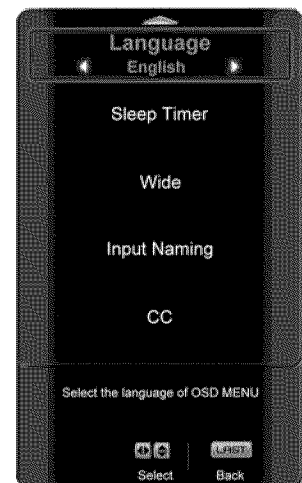 Language
English
Sleep Timer
Wide
Input Naming
CC
Select the language of OSD MENU
LAST
Select Back